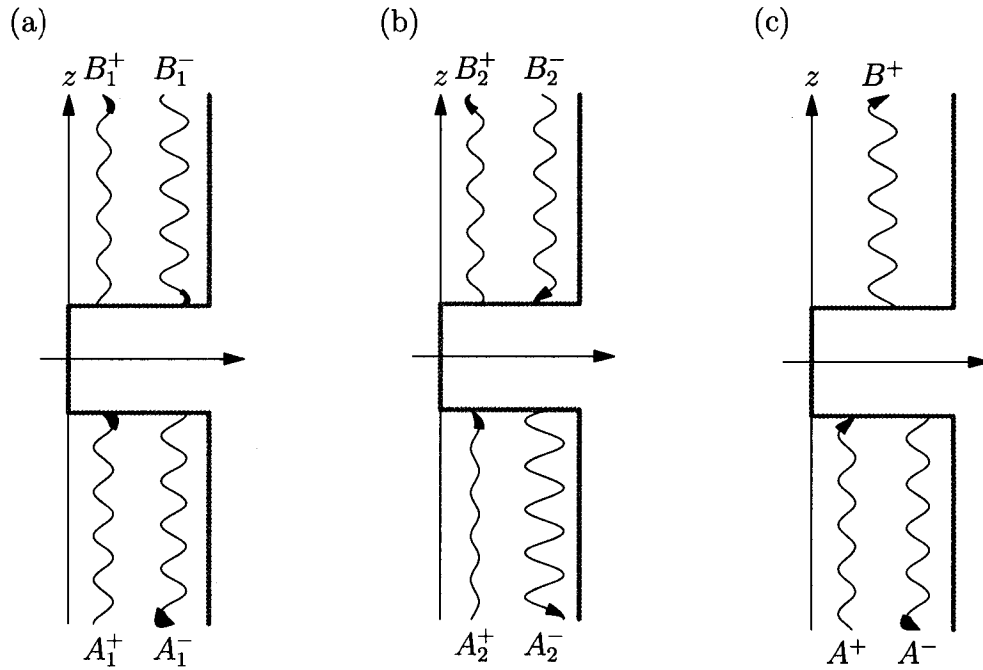 (a) (b) (c)
z B₁⁺ B₁⁻ z B₂⁺ B₂⁻ z B⁺
A₁⁺ A₁⁻ A₂⁺ A₂⁻ A⁺ A⁻